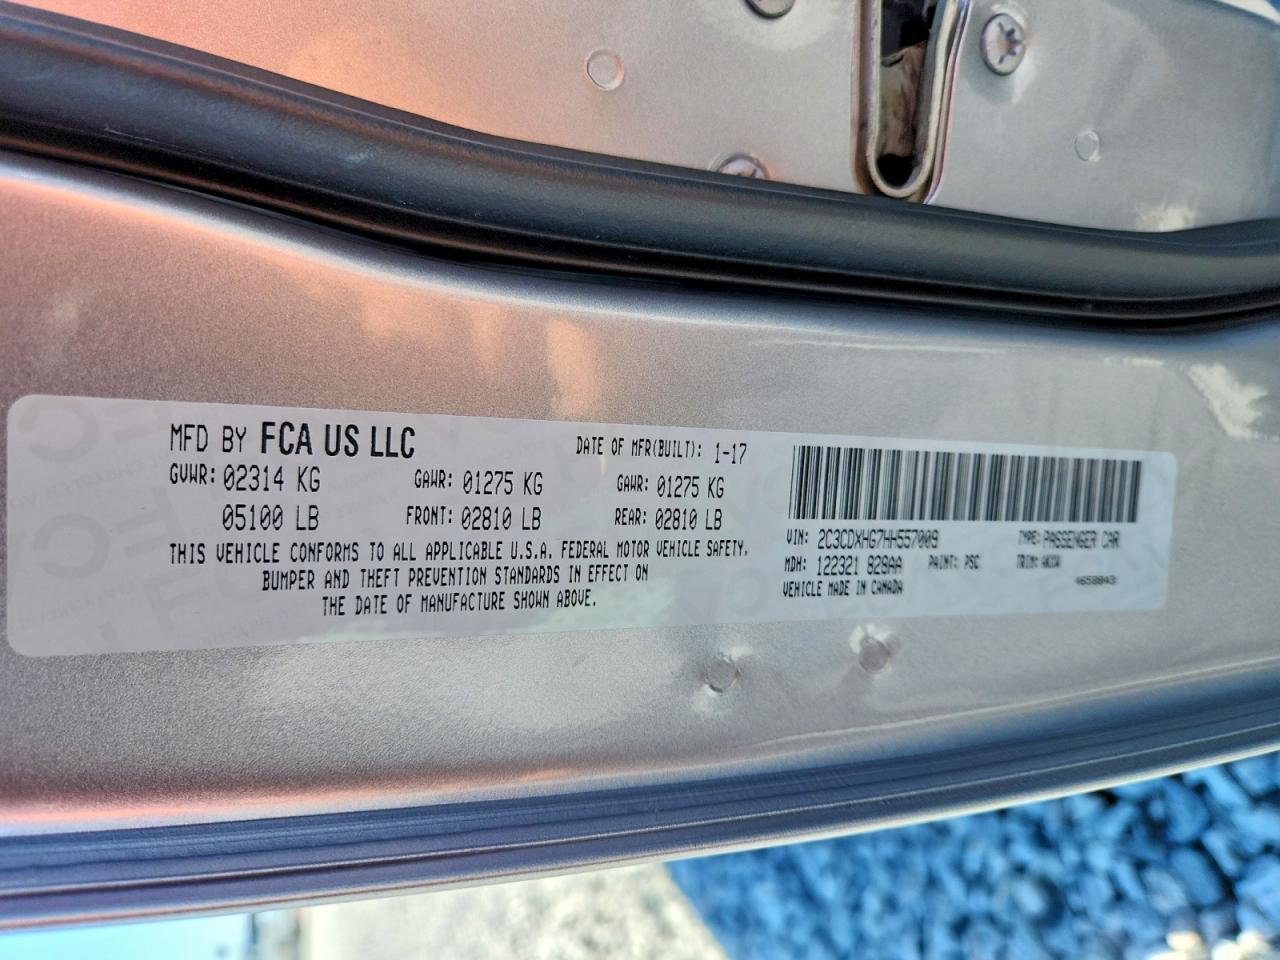 MFD BY FCA US LLC DATE OF MFR(BUILT): 1-17
GVWR: 02314 KG GAWR: 01275 KG GAWR: 01275 KG
05100 LB FRONT: 02810 LB REAR: 02810 LB
THIS VEHICLE CONFORMS TO ALL APPLICABLE U.S.A. FEDERAL MOTOR VEHICLE SAFETY,
BUMPER AND THEFT PREVENTION STANDARDS IN EFFECT ON
THE DATE OF MANUFACTURE SHOWN ABOVE.
VIN: 2C3CDXHG7HH557009 TYPE: PASSENGER CAR
MDH: 122321 828AA PAINT: PSC TRIM:
VEHICLE MADE IN CANADA 4658843